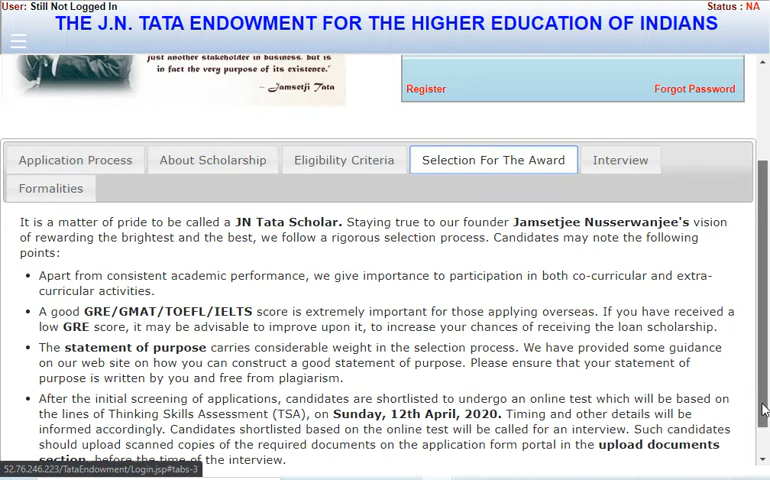 User: Still Not Logged In
Status : NA
THE J.N. TATA ENDOWMENT FOR THE HIGHER EDUCATION OF INDIANS
just another stakeholder in business, but is
in fact the very purpose of its existence."
– Jamsetji Tata
Register
Forgot Password
Application Process
About Scholarship
Eligibility Criteria
Selection For The Award
Interview
Formalities
It is a matter of pride to be called a JN Tata Scholar. Staying true to our founder Jamsetjee Nusserwanjee's vision
of rewarding the brightest and the best, we follow a rigorous selection process. Candidates may note the following
points:
• Apart from consistent academic performance, we give importance to participation in both co-curricular and extra-
curricular activities.
• A good GRE/GMAT/TOEFL/IELTS score is extremely important for those applying overseas. If you have received a
low GRE score, it may be advisable to improve upon it, to increase your chances of receiving the loan scholarship.
• The statement of purpose carries considerable weight in the selection process. We have provided some guidance
on our web site on how you can construct a good statement of purpose. Please ensure that your statement of
purpose is written by you and free from plagiarism.
• After the initial screening of applications, candidates are shortlisted to undergo an online test which will be based on
the lines of Thinking Skills Assessment (TSA), on Sunday, 12th April, 2020. Timing and other details will be
informed accordingly. Candidates shortlisted based on the online test will be called for an interview. Such candidates
should upload scanned copies of the required documents on the application form portal in the upload documents
section, before the time of the interview.
52.76.246.223/TataEndowment/Login.jsp#tabs-3